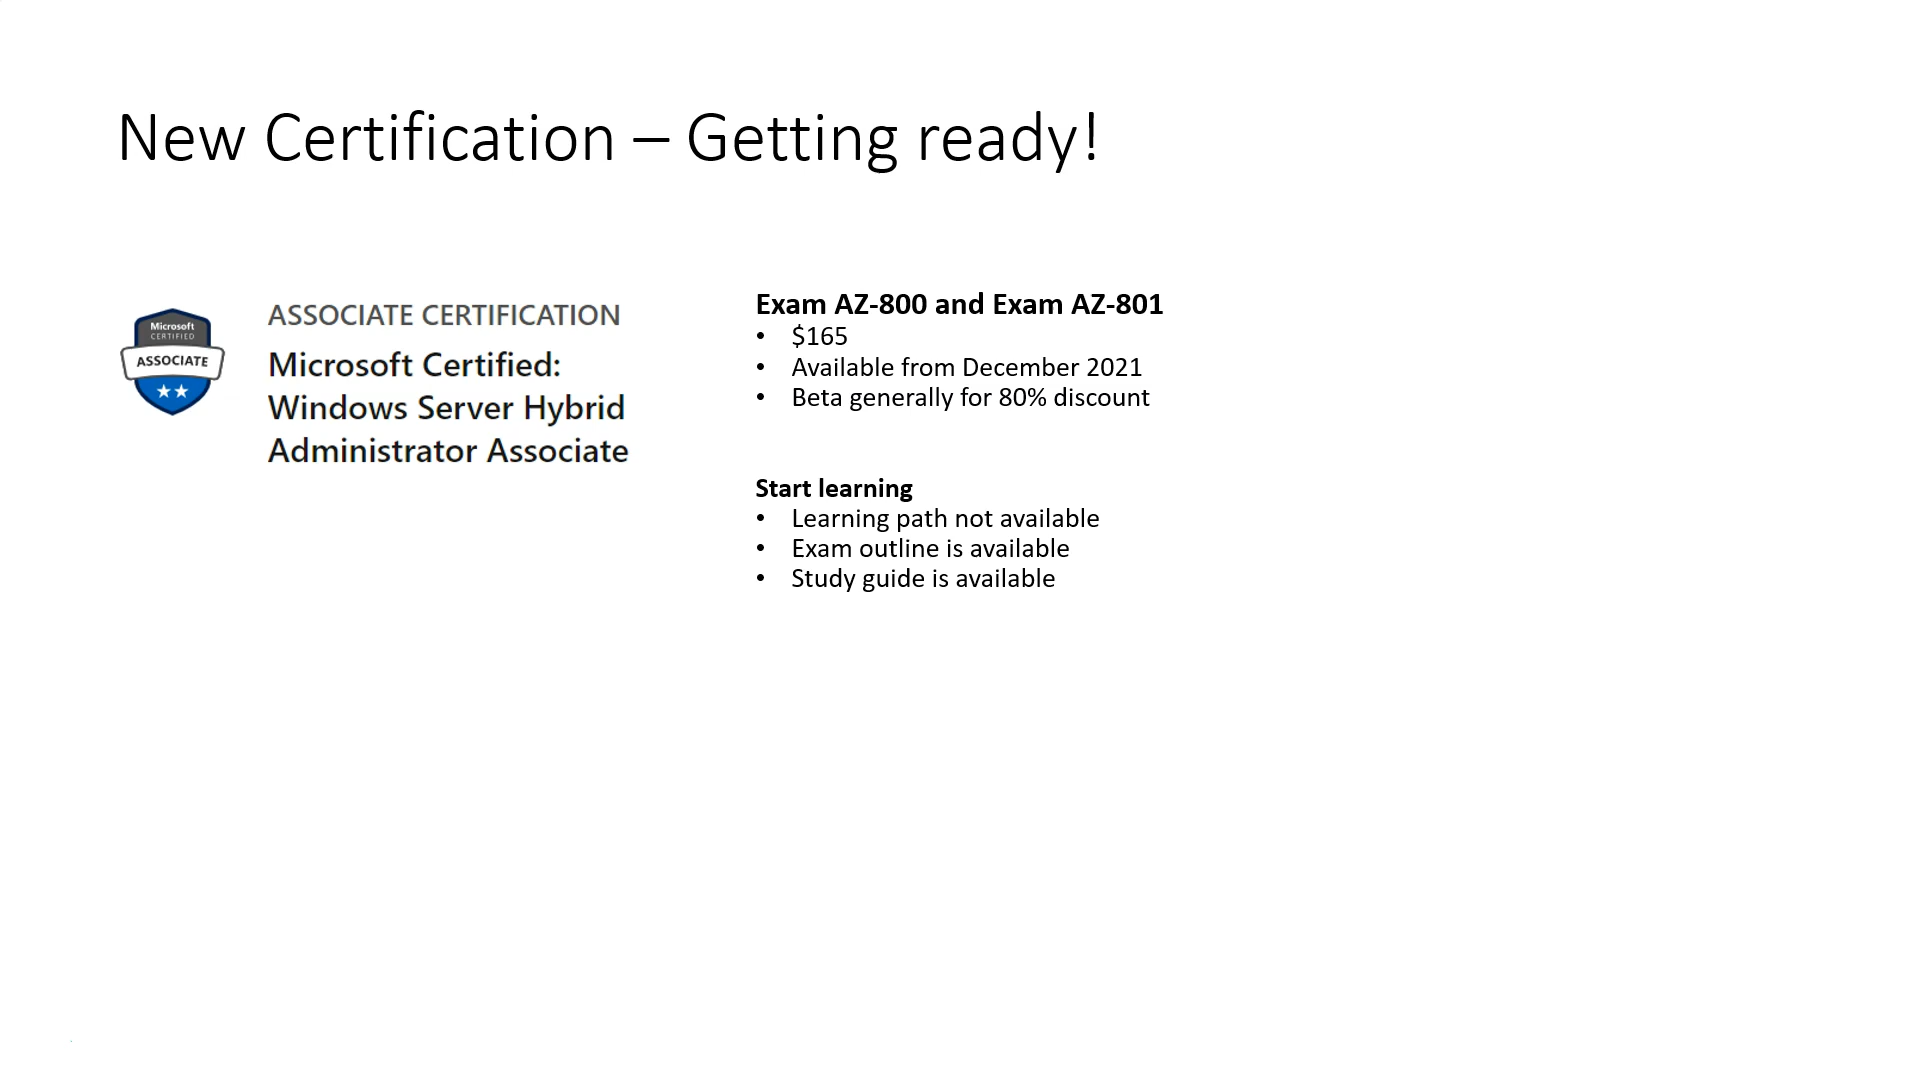 New Certification – Getting ready!
Microsoft
CERTIFIED
ASSOCIATE
ASSOCIATE CERTIFICATION
Microsoft Certified:
Windows Server Hybrid
Administrator Associate
Exam AZ-800 and Exam AZ-801
• $165
• Available from December 2021
• Beta generally for 80% discount
Start learning
• Learning path not available
• Exam outline is available
• Study guide is available